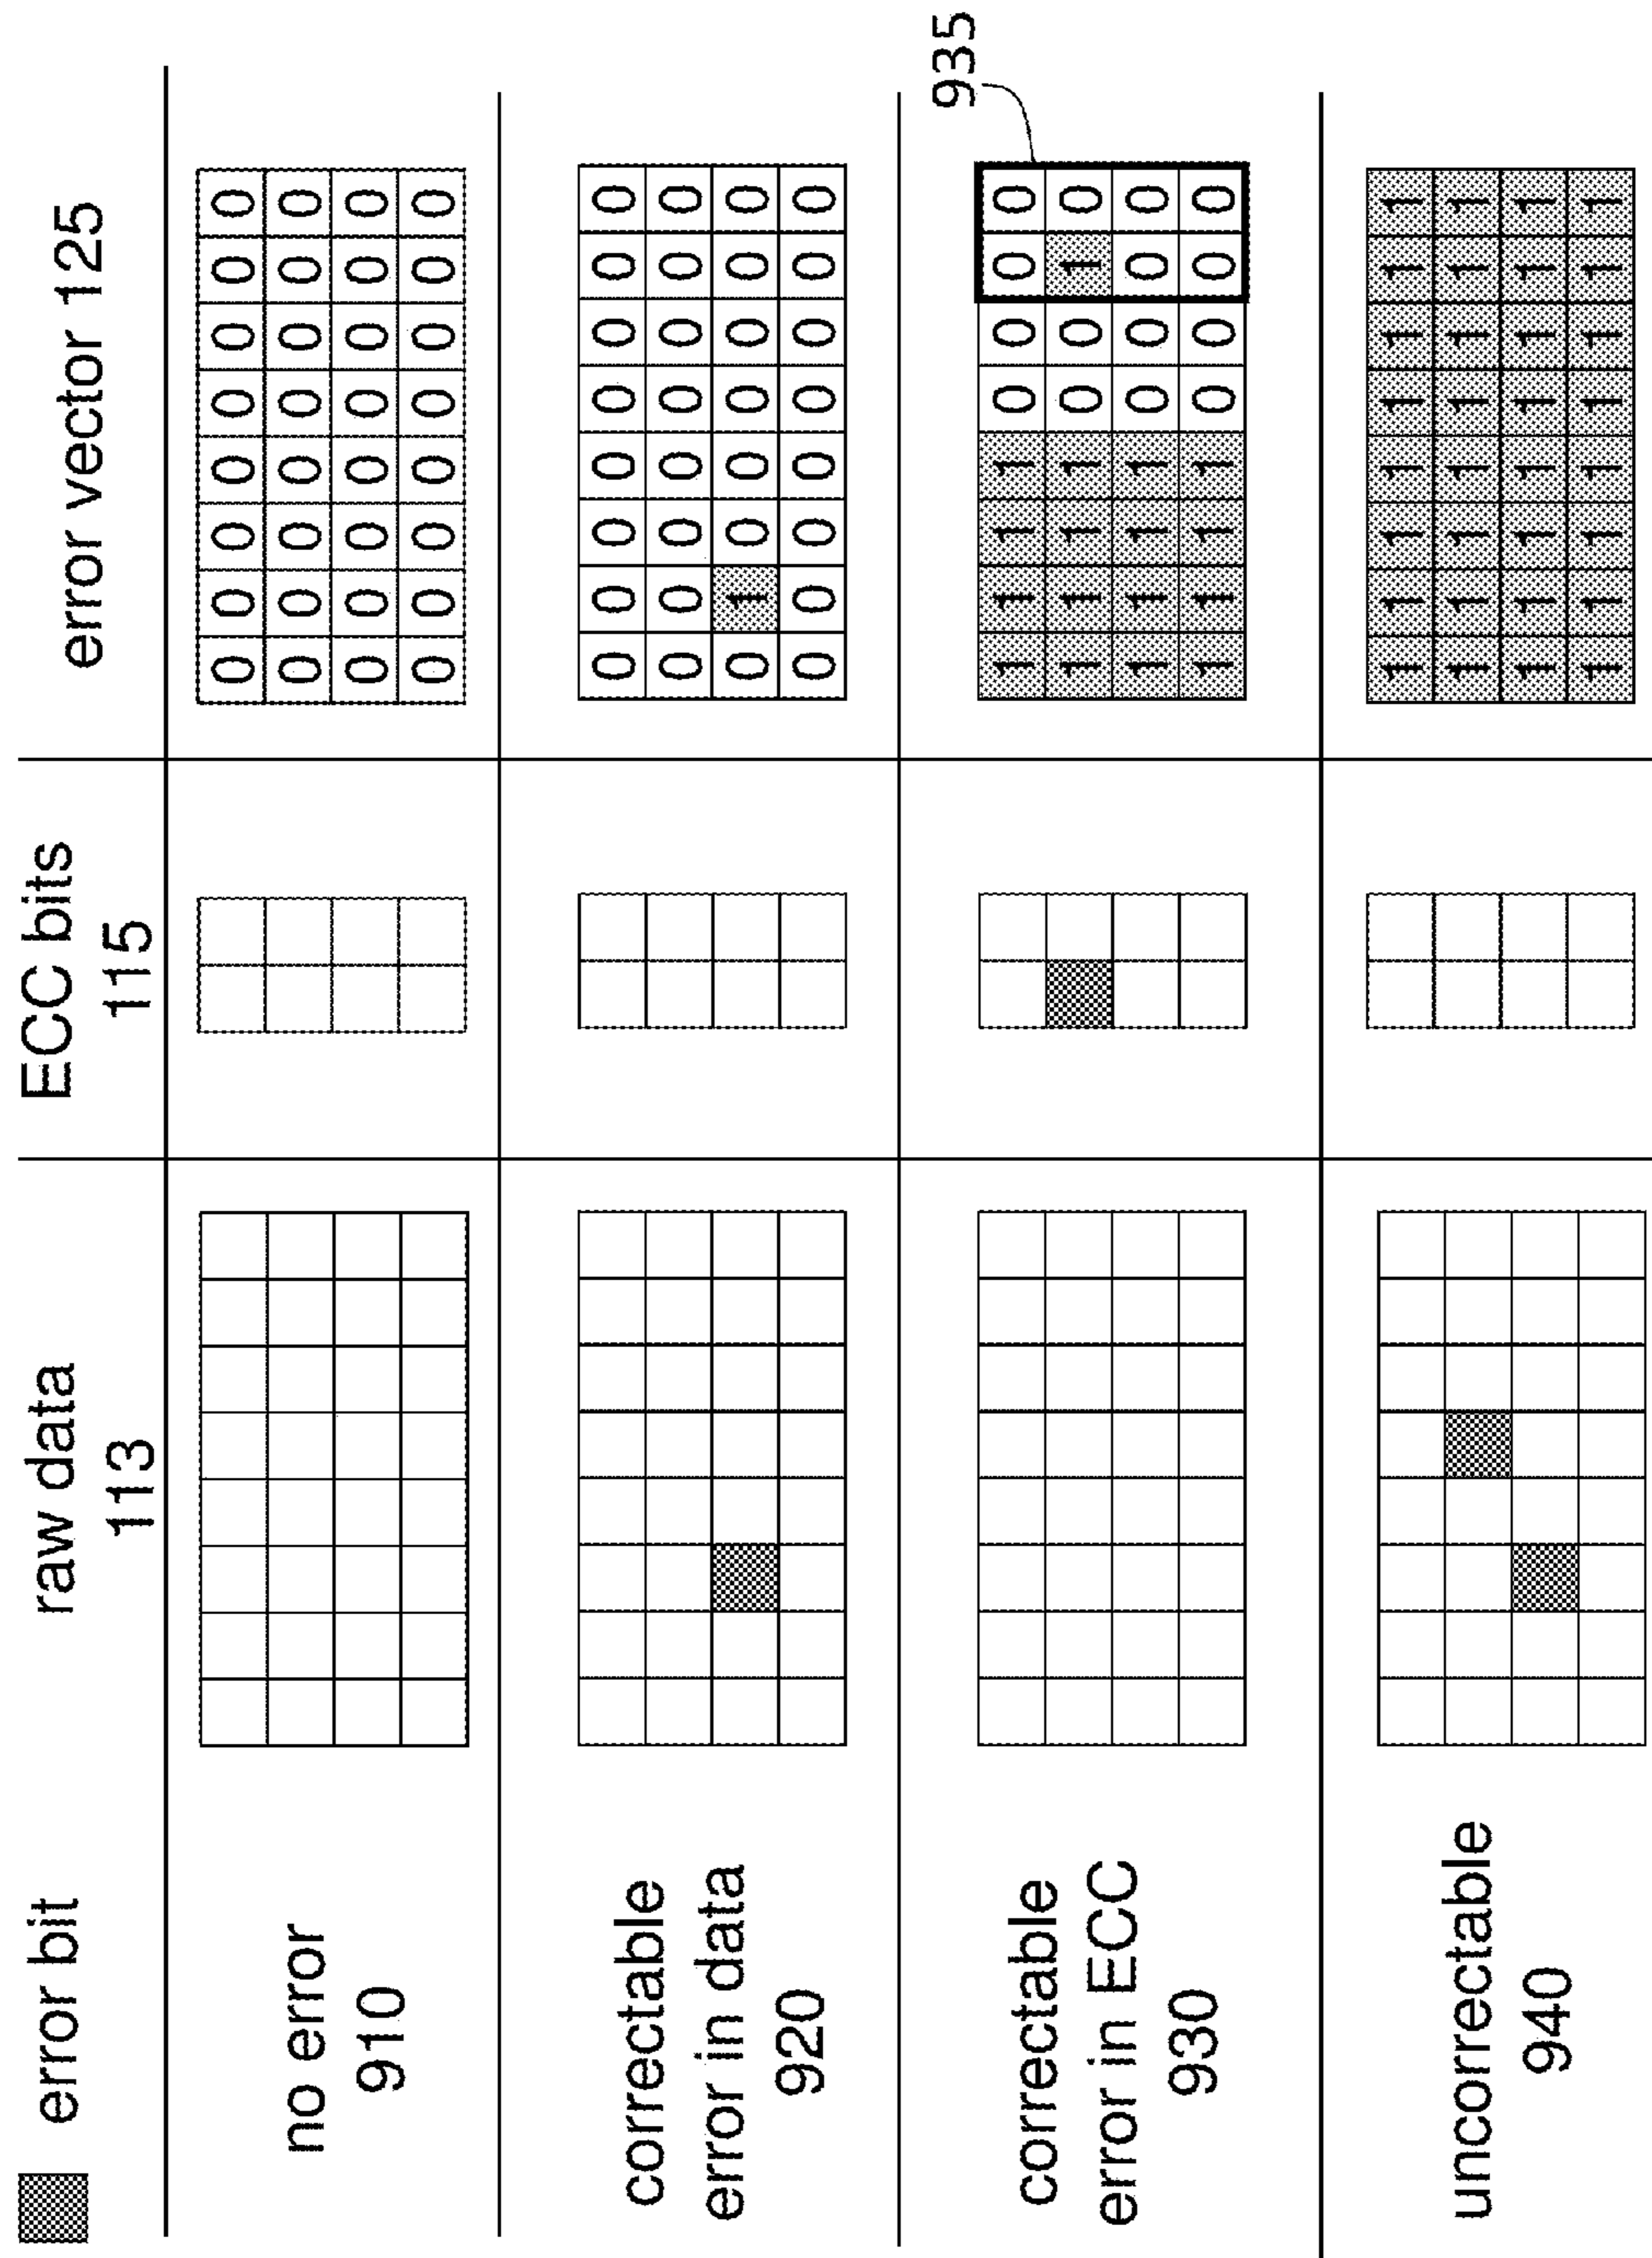 error bit
raw data
113
ECC bits
115
error vector 125
no error
910
0 0 0 0 0 0 0 0
0 0 0 0 0 0 0 0
0 0 0 0 0 0 0 0
0 0 0 0 0 0 0 0
correctable
error in data
920
0 0 0 0 0 0 0 0
0 0 0 0 0 0 0 0
0 1 0 0 0 0 0 0
0 0 0 0 0 0 0 0
correctable
error in ECC
930
935
1 1 1 1 0 0 0 0
1 1 1 1 0 0 1 0
1 1 1 1 0 0 0 0
1 1 1 1 0 0 0 0
uncorrectable
940
1 1 1 1 1 1 1 1
1 1 1 1 1 1 1 1
1 1 1 1 1 1 1 1
1 1 1 1 1 1 1 1